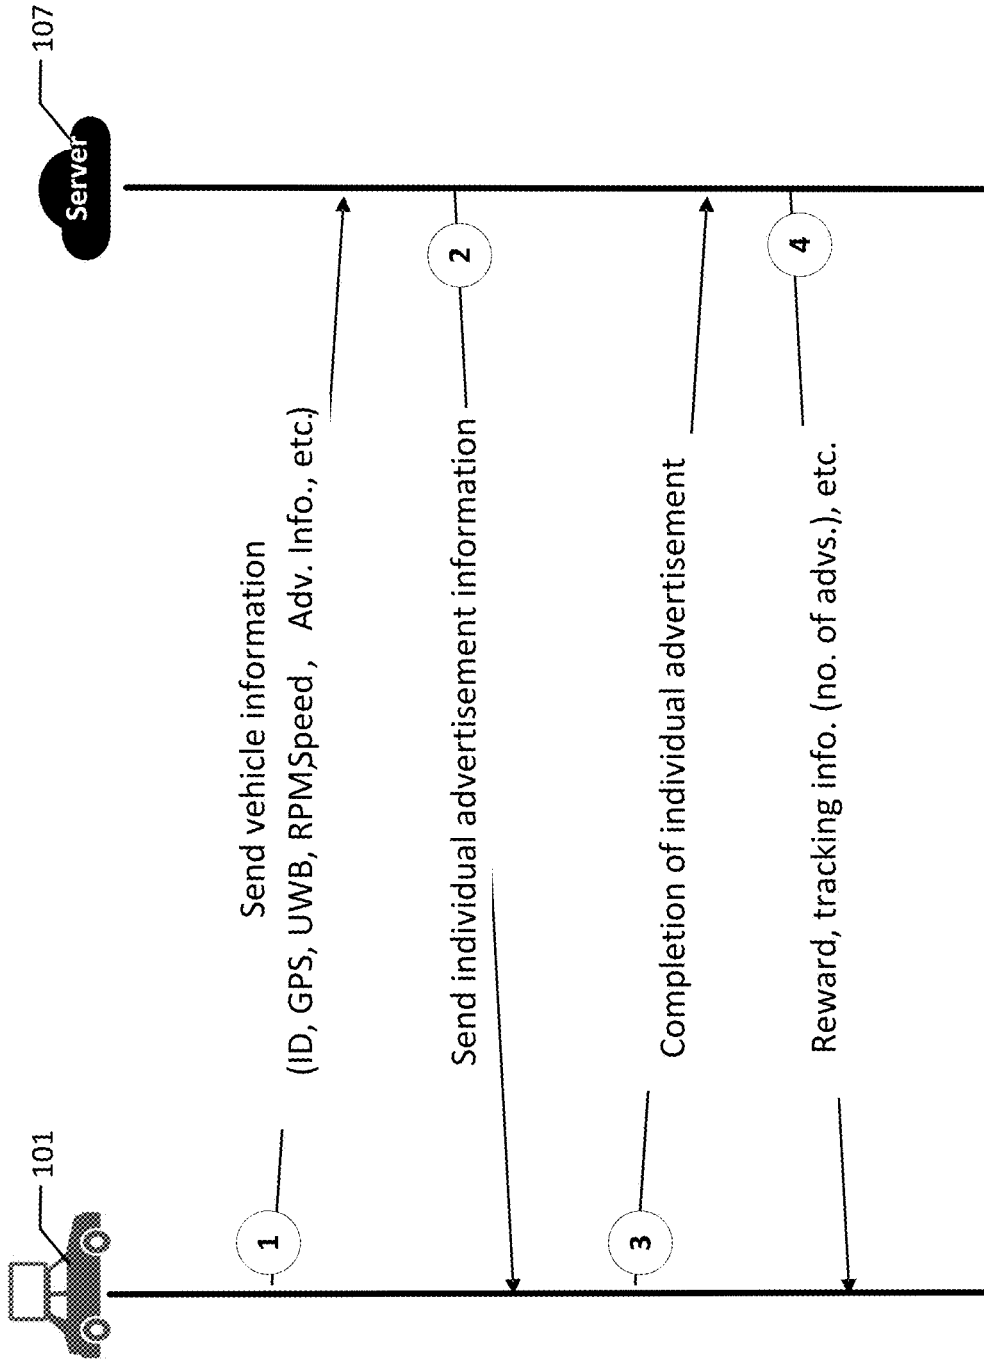 101
107
Server
1
Send vehicle information
(ID, GPS, UWB, RPM,Speed , Adv. Info., etc.)
2
Send individual advertisement information
3
Completion of individual advertisement
4
Reward, tracking info. (no. of advs.), etc.